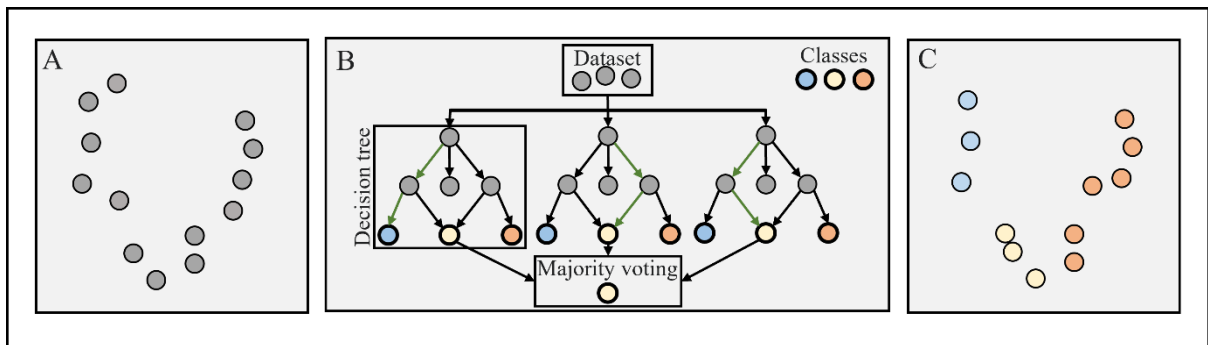 A
B
Dataset
Classes
Decision tree
Majority voting
C